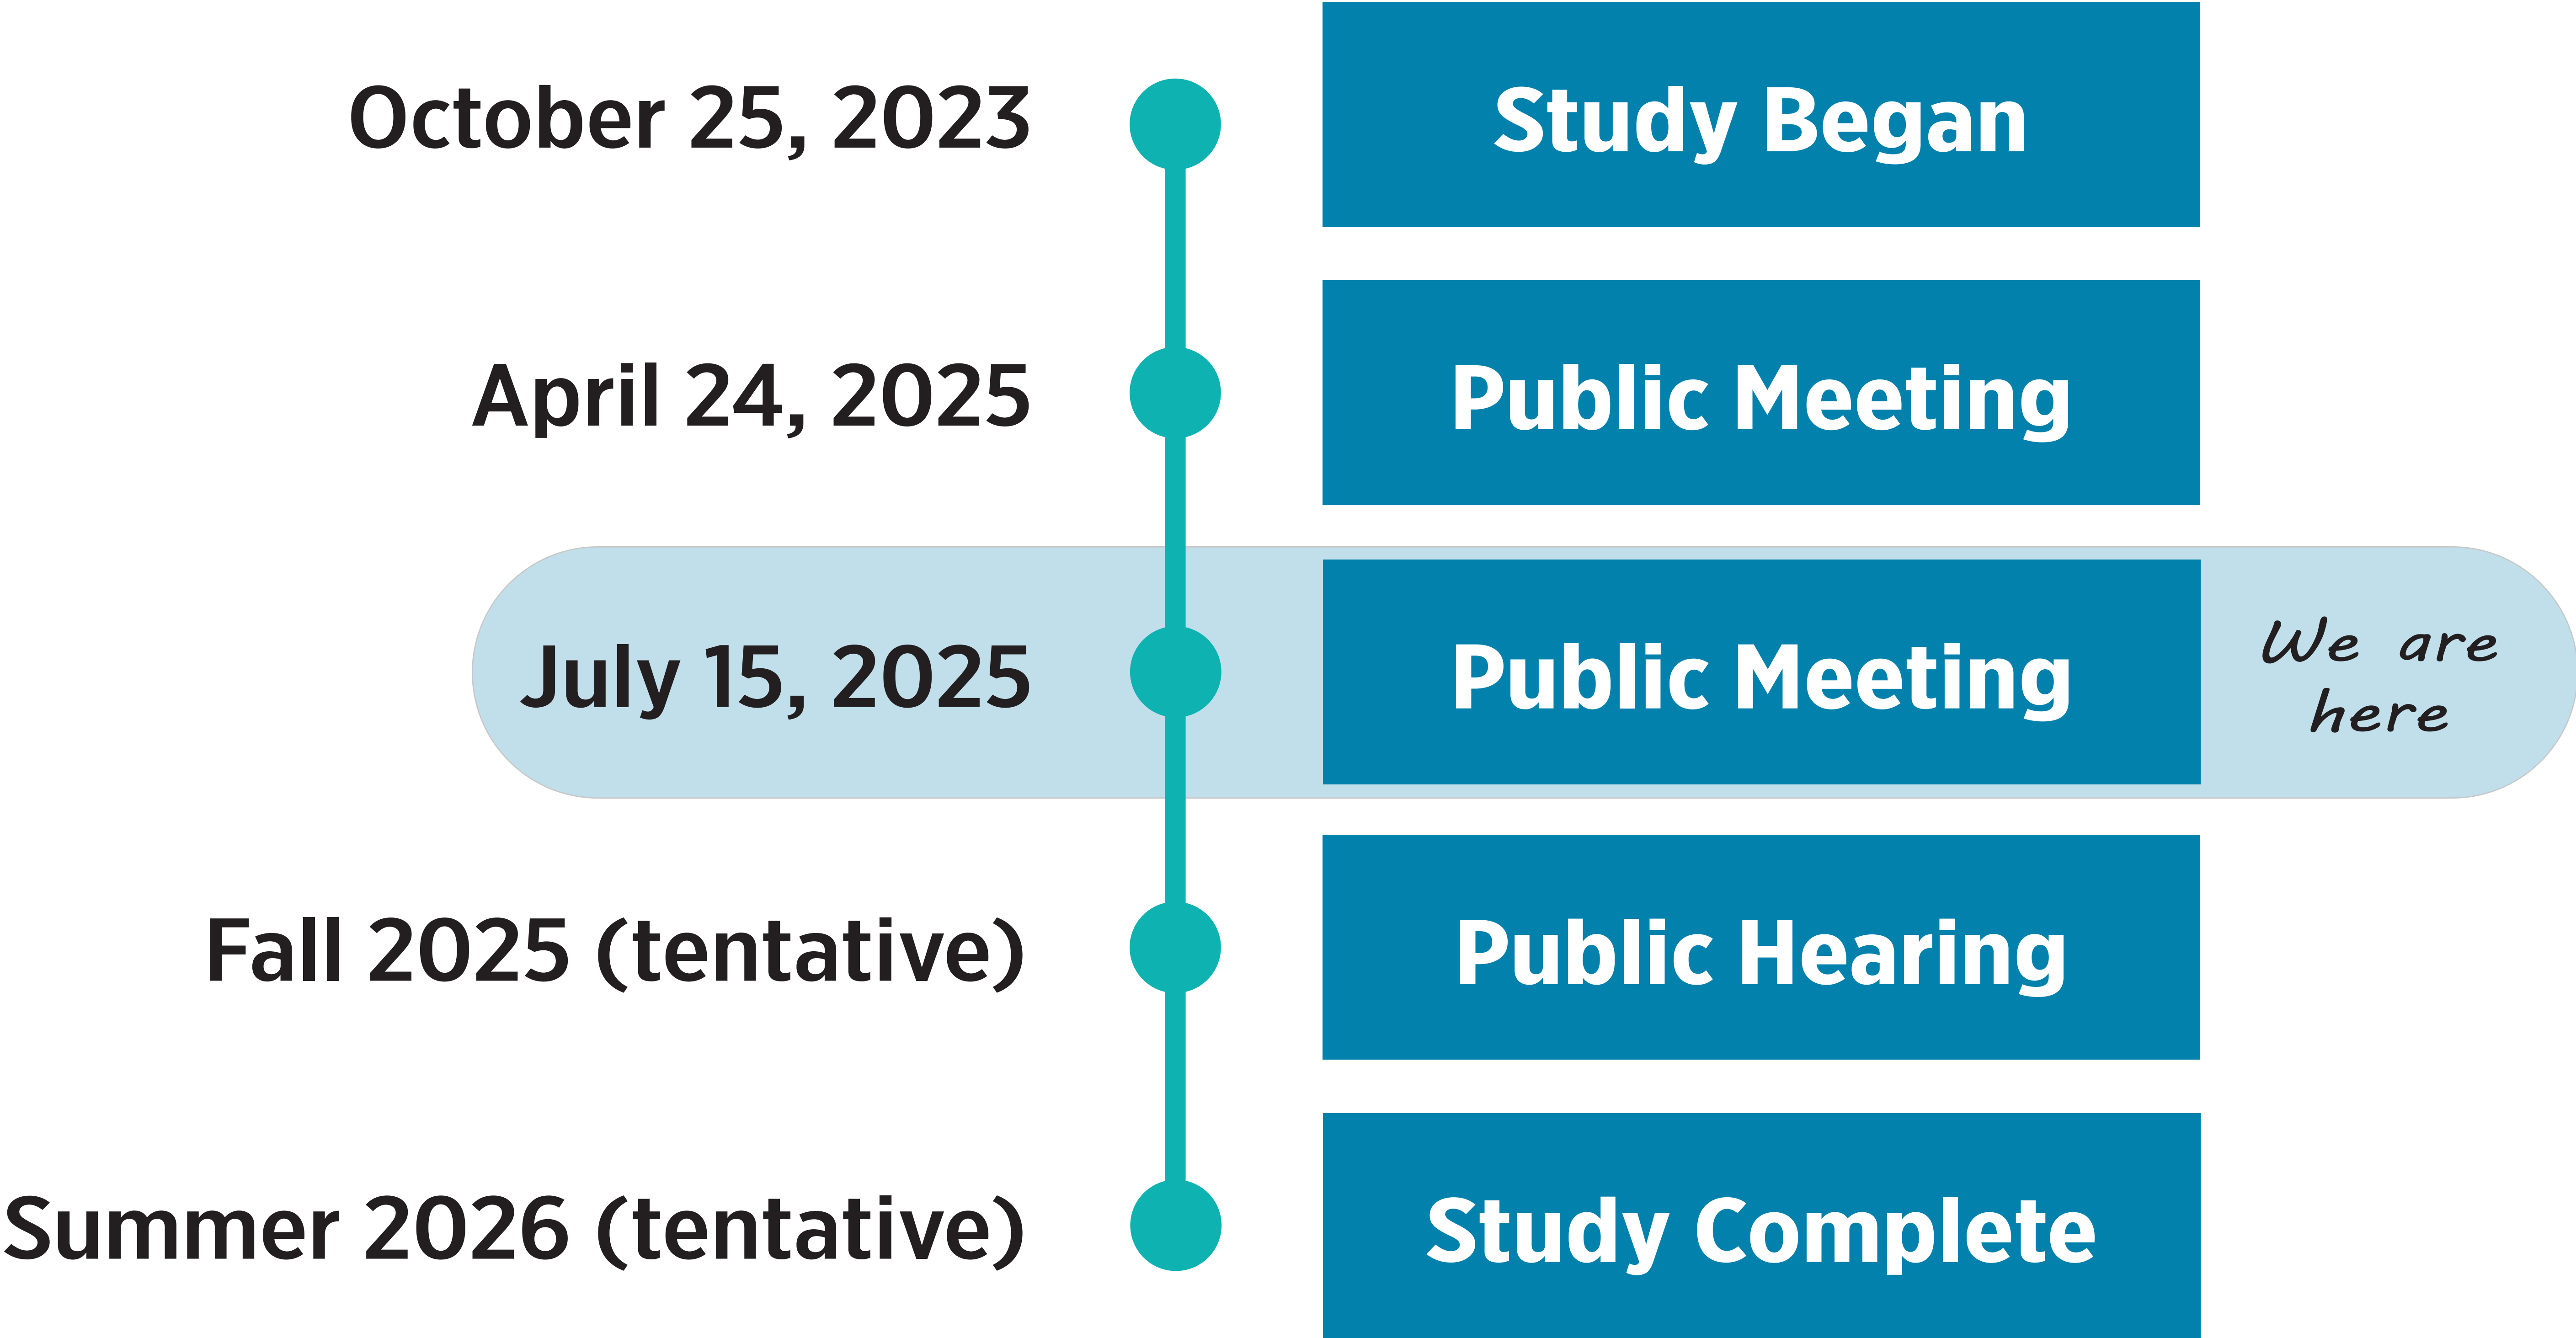 October 25, 2023
Study Began
April 24, 2025
Public Meeting
July 15, 2025
Public Meeting
We are
here
Fall 2025 (tentative)
Public Hearing
Summer 2026 (tentative)
Study Complete